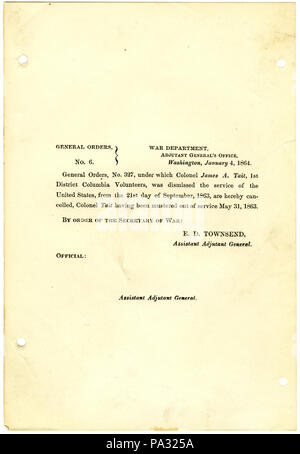 GENERAL ORDERS, } WAR DEPARTMENT,
ADJUTANT GENERAL'S OFFICE,
No. 6. } Washington, January 4, 1864.
General Orders, No. 327, under which Colonel James A. Tait, 1st
District Columbia Volunteers, was dismissed the service of the
United States, from the 21st day of September, 1863, are hereby can-
celled, Colonel Tait having been mustered out of service May 31, 1863.
BY ORDER OF THE SECRETARY OF WAR:
E. D. TOWNSEND,
Assistant Adjutant General.
OFFICIAL:
Assistant Adjutant General.
alamy
PA325A